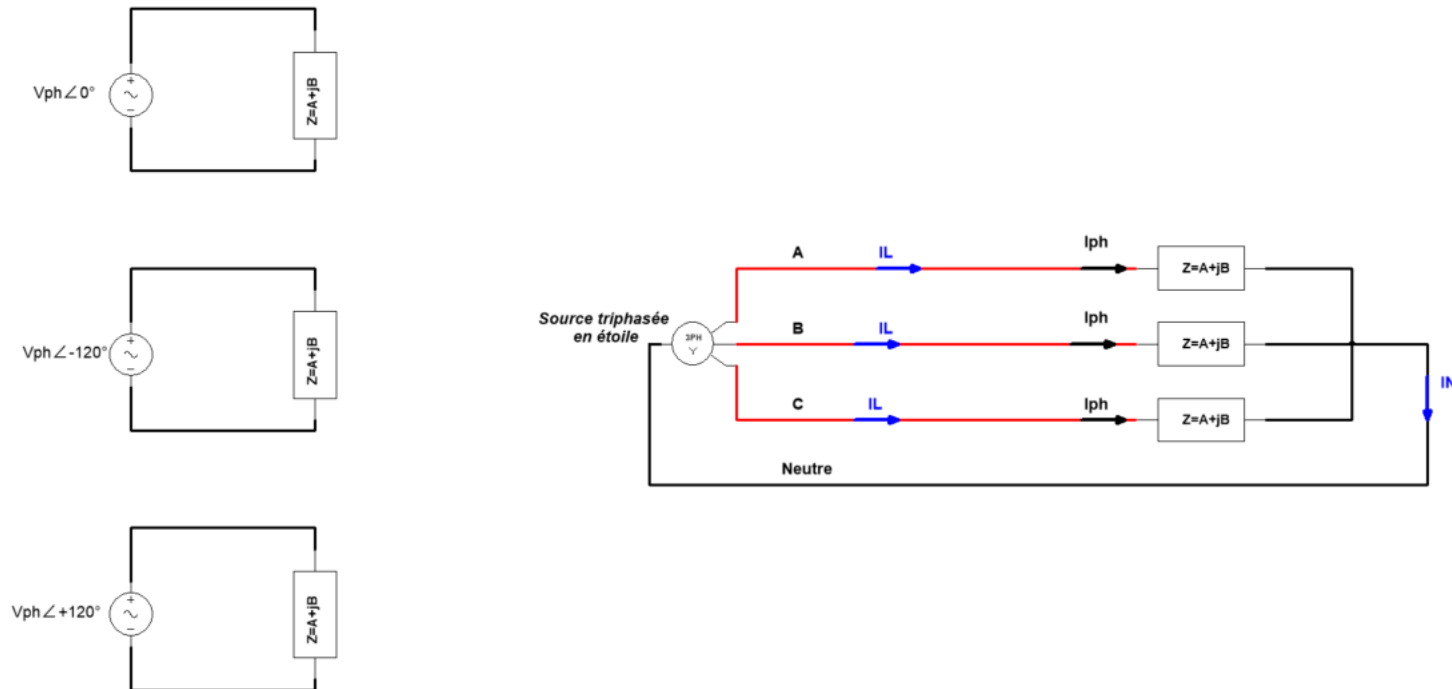 Vph∠0°
Z=A+jB
Vph∠-120°
Z=A+jB
Vph∠+120°
Z=A+jB
Source triphasée
en étoile
3PH
Y
A
IL
Iph
Z=A+jB
B
IL
Iph
Z=A+jB
C
IL
Iph
Z=A+jB
IN
Neutre